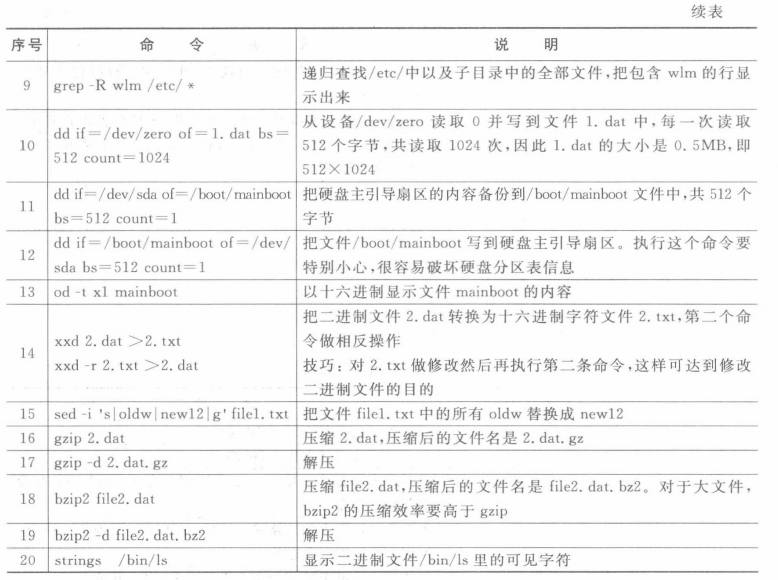 续表
序号 命 令 说 明
9 grep -R wlm /etc/ * 递归查找/etc/中以及子目录中的全部文件,把包含 wlm 的行显
示出来
10 dd if=/dev/zero of=1. dat bs= 从设备/dev/zero 读取 0 并写到文件 1. dat 中,每一次读取
512 count=1024 512 个字节,共读取 1024 次,因此 1. dat 的大小是 0. 5MB,即
512×1024
11 dd if=/dev/sda of=/boot/mainboot 把硬盘主引导扇区的内容备份到/boot/mainboot 文件中,共 512 个
bs=512 count=1 字节
12 dd if=/boot/mainboot of=/dev/ 把文件/boot/mainboot 写到硬盘主引导扇区。执行这个命令要
sda bs=512 count=1 特别小心,很容易破坏硬盘分区表信息
13 od -t x1 mainboot 以十六进制显示文件 mainboot 的内容
把二进制文件 2. dat 转换为十六进制字符文件 2. txt,第二个命
14 xxd 2. dat >2. txt 令做相反操作
xxd -r 2. txt >2. dat 技巧:对 2. txt 做修改然后再执行第二条命令,这样可达到修改
二进制文件的目的
15 sed -i 's|oldw|new12|g' file1. txt 把文件 file1. txt 中的所有 oldw 替换成 new12
16 gzip 2. dat 压缩 2. dat,压缩后的文件名是 2. dat. gz
17 gzip -d 2. dat. gz 解压
18 bzip2 file2. dat 压缩 file2. dat,压缩后的文件名是 file2. dat. bz2。对于大文件,
bzip2 的压缩效率要高于 gzip
19 bzip2 -d file2. dat. bz2 解压
20 strings /bin/ls 显示二进制文件/bin/ls 里的可见字符